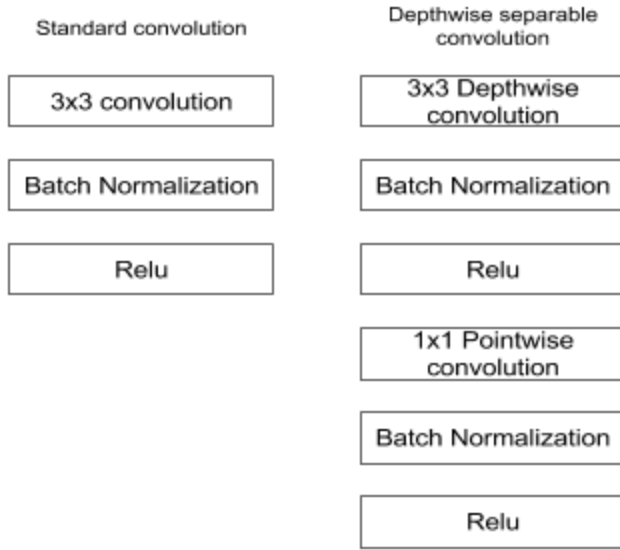 Standard convolution
3x3 convolution
Batch Normalization
Relu
Depthwise separable
convolution
3x3 Depthwise
convolution
Batch Normalization
Relu
1x1 Pointwise
convolution
Batch Normalization
Relu